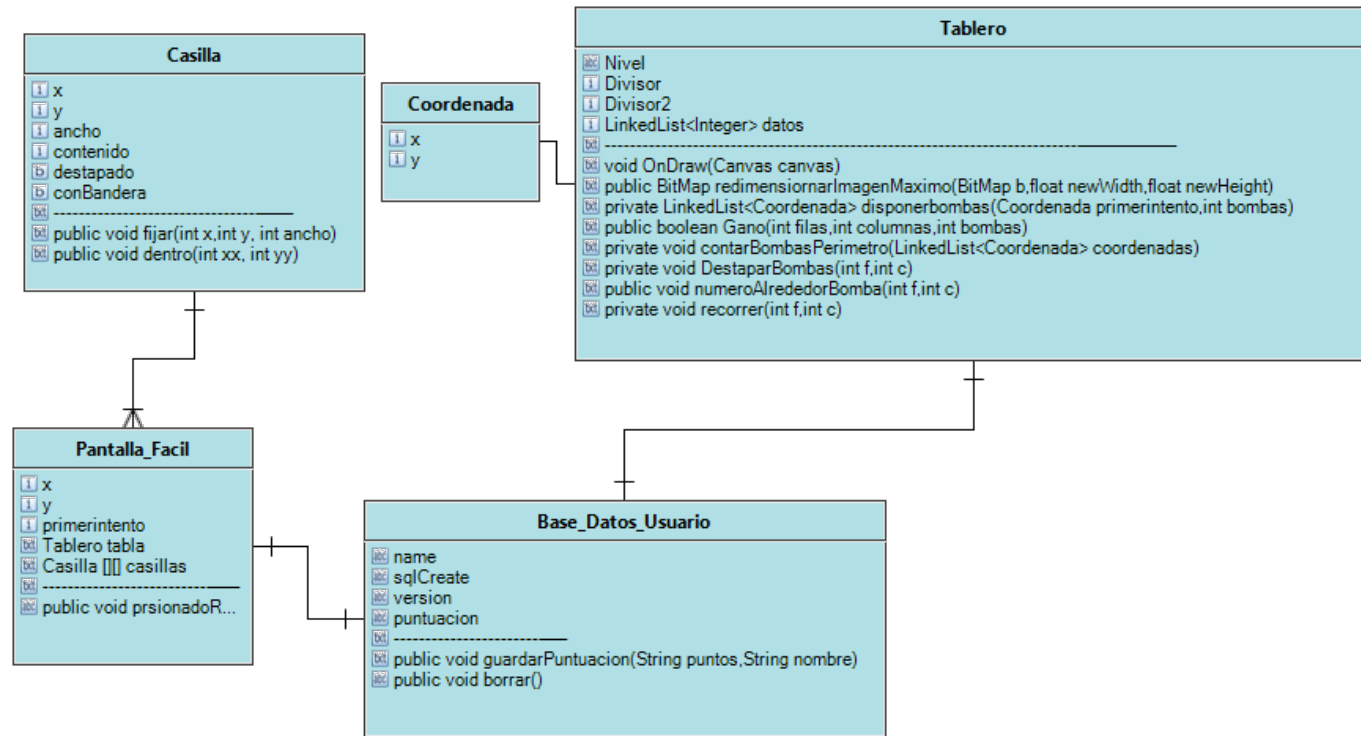 Casilla
x
y
ancho
contenido
destapado
conBandera
------------------------------------
public void fijar(int x,int y, int ancho)
public void dentro(int xx, int yy)
Coordenada
x
y
Tablero
Nivel
Divisor
Divisor2
LinkedList<Integer> datos
------------------------------------------------------------------------------------------
void OnDraw(Canvas canvas)
public BitMap redimensiornarImagenMaximo(BitMap b,float newWidth,float newHeight)
private LinkedList<Coordenada> disponerbombas(Coordenada primerintento,int bombas)
public boolean Gano(int filas,int columnas,int bombas)
private void contarBombasPerimetro(LinkedList<Coordenada> coordenadas)
private void DestaparBombas(int f,int c)
public void numeroAlrededorBomba(int f,int c)
private void recorrer(int f,int c)
Pantalla_Facil
x
y
primerintento
Tablero tabla
Casilla [][] casillas
------------------------------
public void prsionadoR...
Base_Datos_Usuario
name
sqlCreate
version
puntuacion
---------------------------
public void guardarPuntuacion(String puntos,String nombre)
public void borrar()